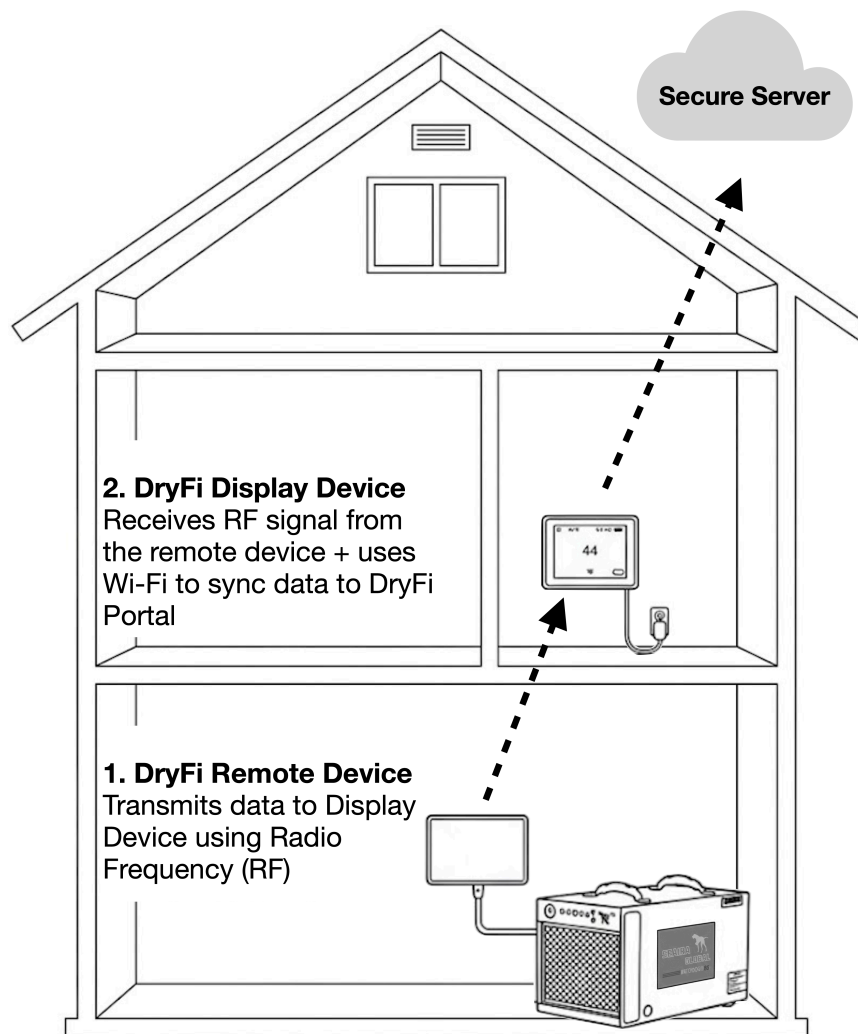 Secure Server
2. DryFi Display Device
Receives RF signal from
the remote device + uses
Wi-Fi to sync data to DryFi
Portal
44
1. DryFi Remote Device
Transmits data to Display
Device using Radio
Frequency (RF)